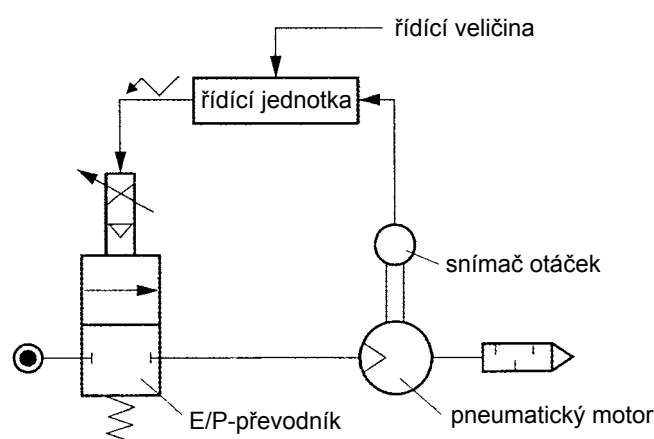 řídící veličina
řídící jednotka
snímač otáček
E/P-převodník
pneumatický motor